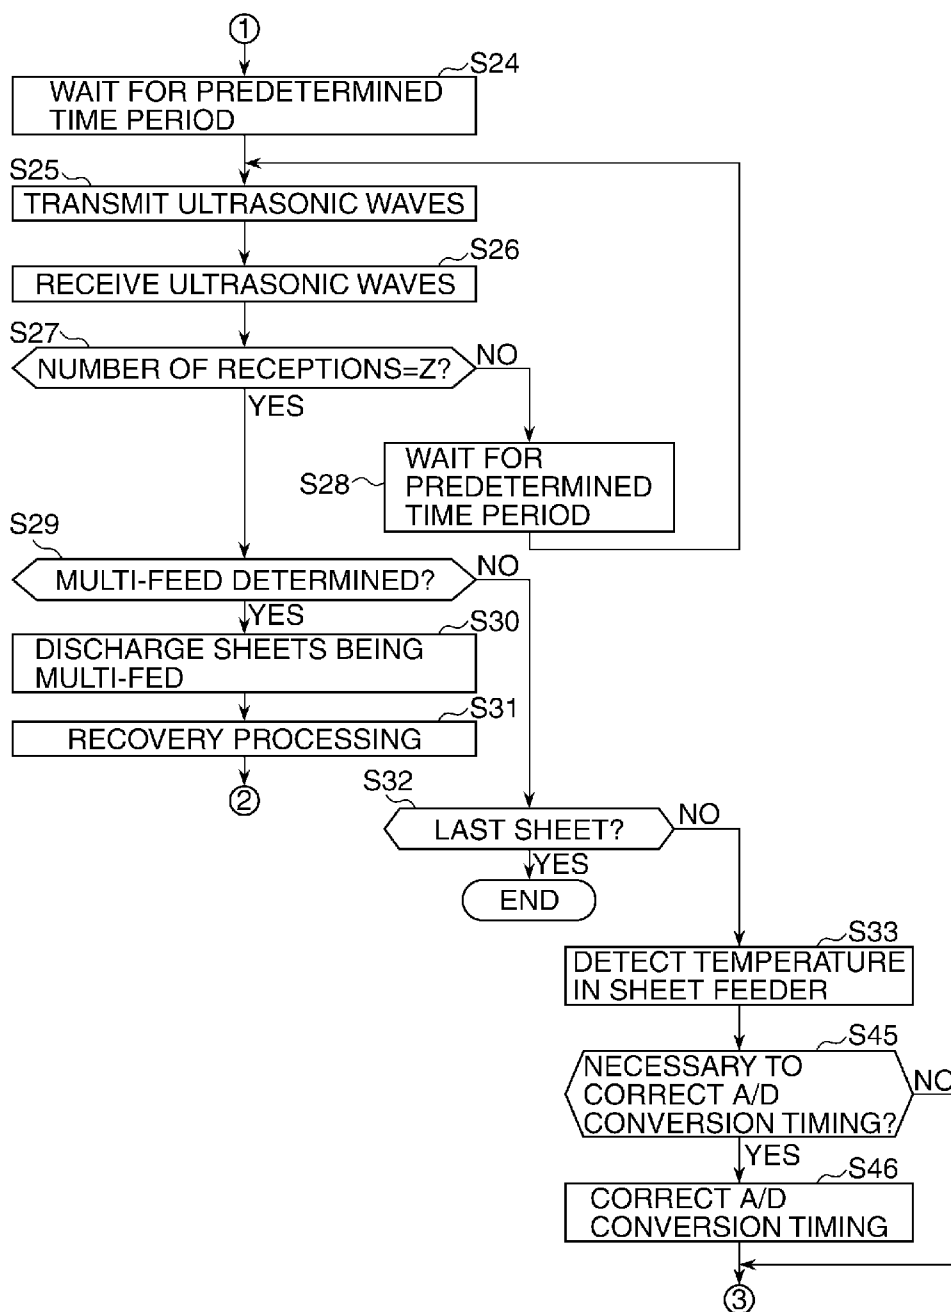 1
S24
WAIT FOR PREDETERMINED
TIME PERIOD
S25
TRANSMIT ULTRASONIC WAVES
S26
RECEIVE ULTRASONIC WAVES
S27
NUMBER OF RECEPTIONS=Z?
NO
YES
S28
WAIT FOR
PREDETERMINED
TIME PERIOD
S29
MULTI-FEED DETERMINED?
NO
YES
S30
DISCHARGE SHEETS BEING
MULTI-FED
S31
RECOVERY PROCESSING
2
S32
LAST SHEET?
NO
YES
END
S33
DETECT TEMPERATURE
IN SHEET FEEDER
S45
NECESSARY TO
CORRECT A/D
CONVERSION TIMING?
NO
YES
S46
CORRECT A/D
CONVERSION TIMING
3